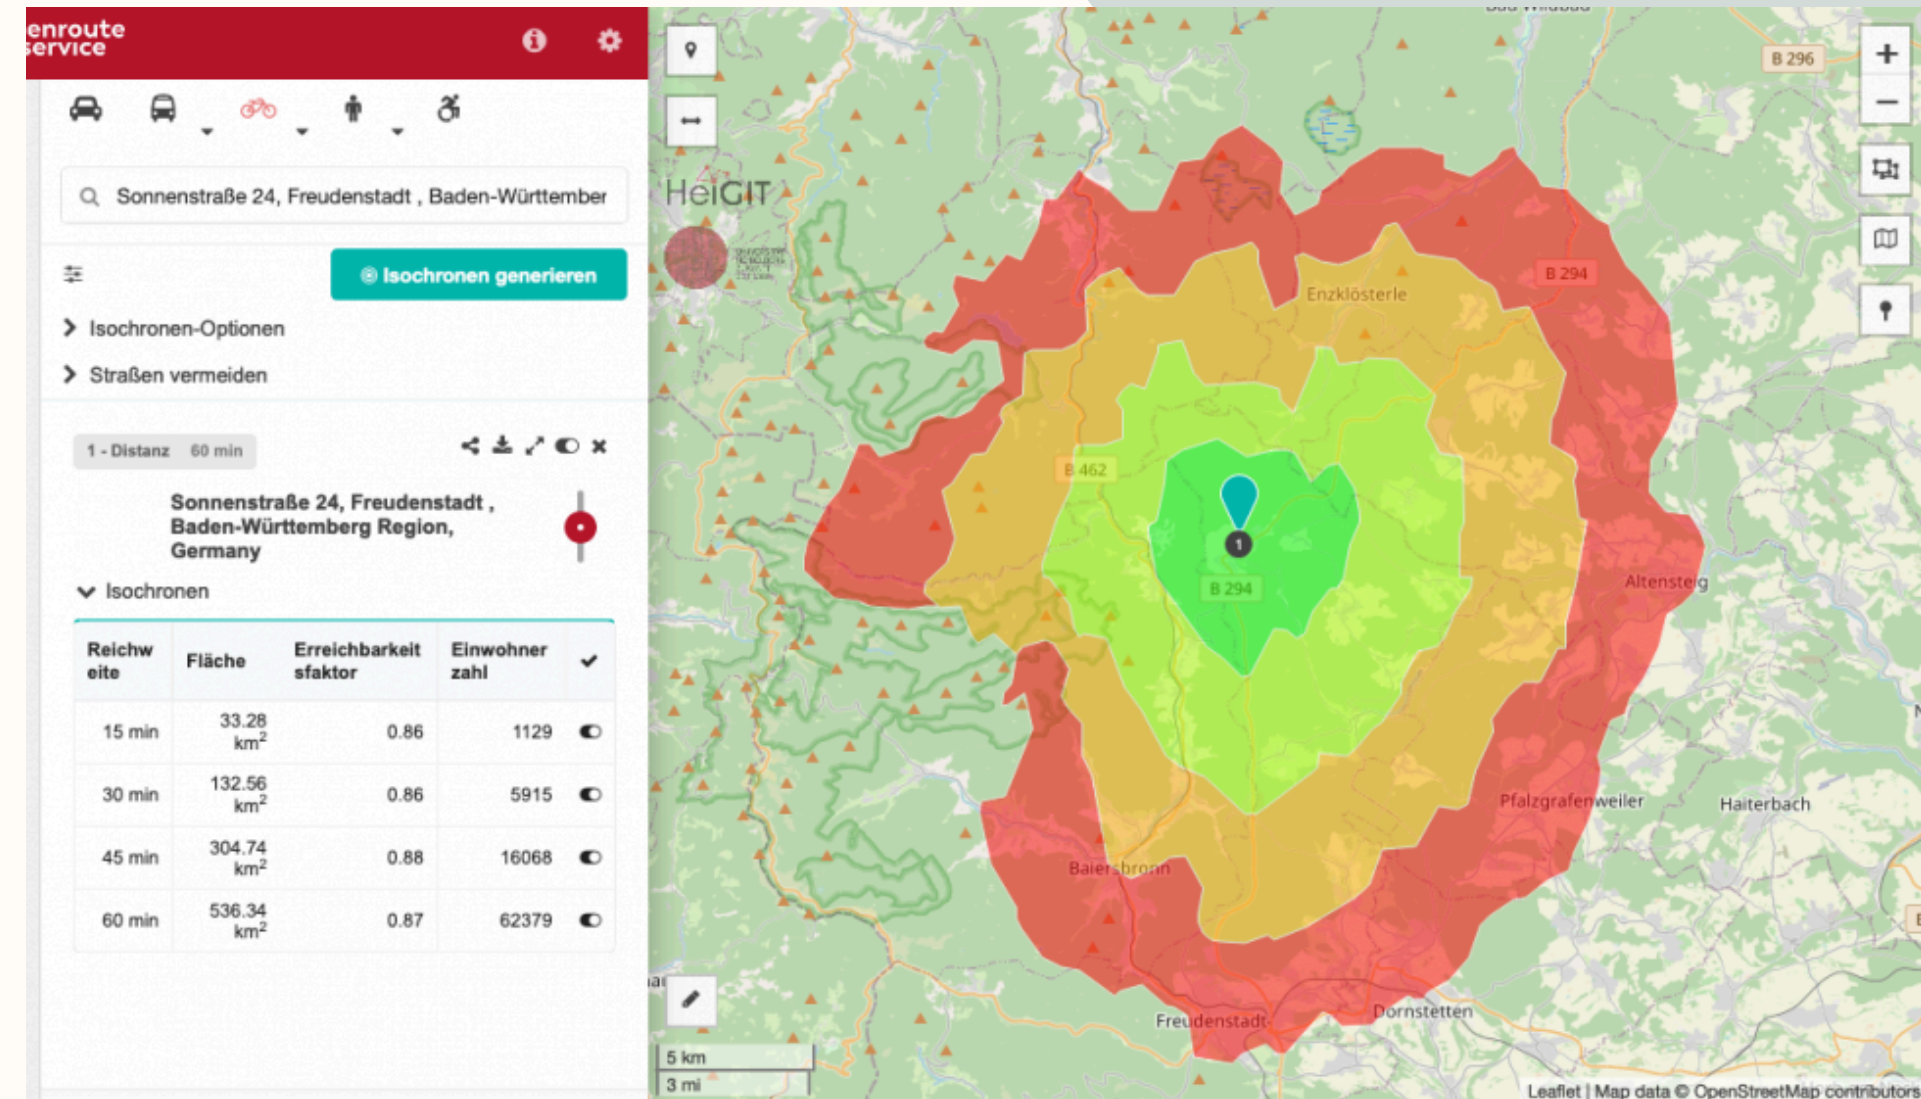 enroute
service
Sonnenstraße 24, Freudenstadt , Baden-Württember
Isochronen generieren
Isochronen-Optionen
Straßen vermeiden
1 - Distanz 60 min
Sonnenstraße 24, Freudenstadt ,
Baden-Württemberg Region,
Germany
Isochronen
Reichw
eite
Fläche
Erreichbarkeit
sfaktor
Einwohner
zahl
15 min 33.28 km² 0.86 1129
30 min 132.56 km² 0.86 5915
45 min 304.74 km² 0.88 16068
60 min 536.34 km² 0.87 62379
HeiGIT
B 296
B 294
Enzklösterle
B 462
1
B 294
Altensteig
Pfalzgrafenweiler
Haiterbach
Baiersbronn
Freudenstadt
Dornstetten
5 km
3 mi
Leaflet | Map data © OpenStreetMap contributors